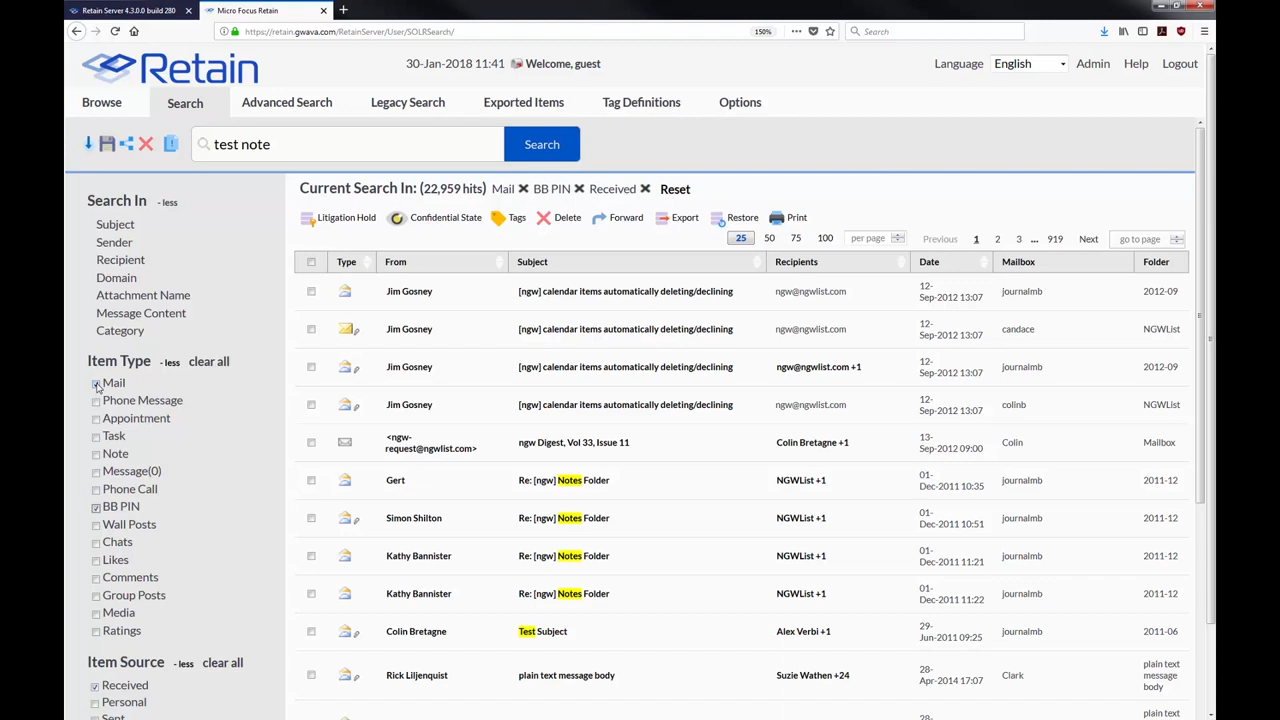 Retain Server 4.3.0.0 build 280
Micro Focus Retain
https://retain.gwava.com/RetainServer/User/SOLRSearch/
150%
Search
Retain
30-Jan-2018 11:41 Welcome, guest
Language English Admin Help Logout
Browse Search Advanced Search Legacy Search Exported Items Tag Definitions Options
test note Search
Search In - less
Subject
Sender
Recipient
Domain
Attachment Name
Message Content
Category
Item Type - less clear all
Mail
Phone Message
Appointment
Task
Note
Message(0)
Phone Call
BB PIN
Wall Posts
Chats
Likes
Comments
Group Posts
Media
Ratings
Item Source - less clear all
Received
Personal
Sent
Current Search In: (22,959 hits) Mail BB PIN Received Reset
Litigation Hold Confidential State Tags Delete Forward Export Restore Print
25 50 75 100 per page Previous 1 2 3 ... 919 Next go to page
Type From Subject Recipients Date Mailbox Folder
Jim Gosney [ngw] calendar items automatically deleting/declining ngw@ngwlist.com 12-Sep-2012 13:07 journalmb 2012-09
Jim Gosney [ngw] calendar items automatically deleting/declining ngw@ngwlist.com 12-Sep-2012 13:07 candace NGWList
Jim Gosney [ngw] calendar items automatically deleting/declining ngw@ngwlist.com +1 12-Sep-2012 13:07 journalmb 2012-09
Jim Gosney [ngw] calendar items automatically deleting/declining ngw@ngwlist.com 12-Sep-2012 13:07 colinb NGWList
<ngw-request@ngwlist.com> ngw Digest, Vol 33, Issue 11 Colin Bretagne +1 13-Sep-2012 09:00 Colin Mailbox
Gert Re: [ngw] Notes Folder NGWList +1 01-Dec-2011 10:35 journalmb 2011-12
Simon Shilton Re: [ngw] Notes Folder NGWList +1 01-Dec-2011 10:51 journalmb 2011-12
Kathy Bannister Re: [ngw] Notes Folder NGWList +1 01-Dec-2011 11:21 journalmb 2011-12
Kathy Bannister Re: [ngw] Notes Folder NGWList +1 01-Dec-2011 11:22 journalmb 2011-12
Colin Bretagne Test Subject Alex Verbi +1 29-Jun-2011 09:25 journalmb 2011-06
Rick Liljenquist plain text message body Suzie Wathen +24 28-Apr-2014 17:07 Clark plain text message body
28- plain text